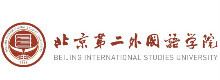 北京第二外国语学院
BEIJING INTERNATIONAL STUDIES UNIVERSITY